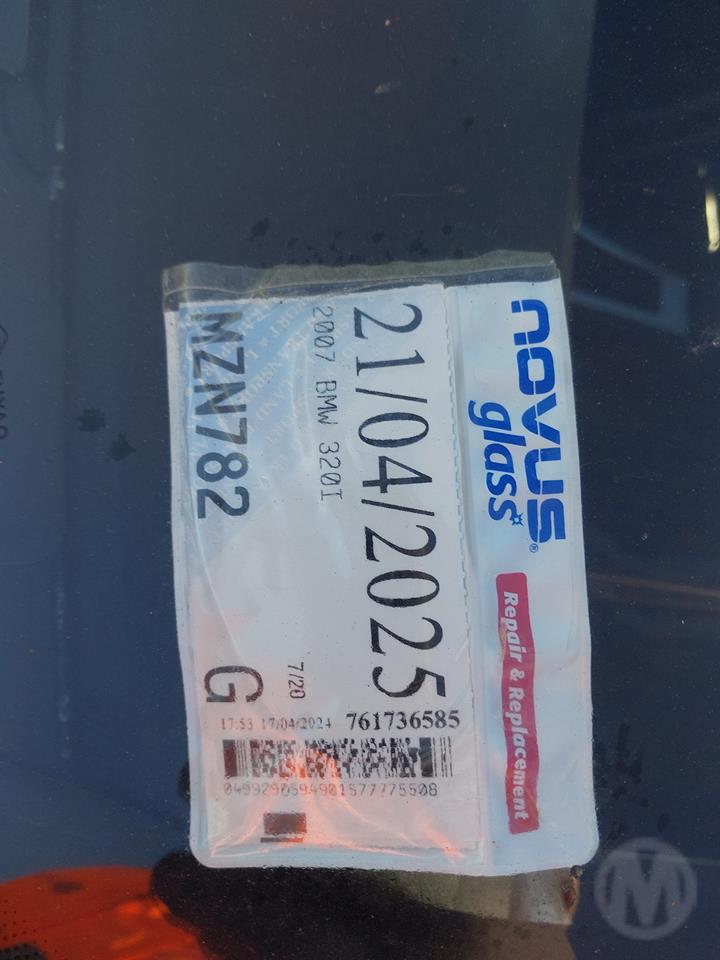 novus®
glass
Repair & Replacement
21/04/2025
2007 BMW 320I
MZN782
7/20
G
17:53 17/04/2024 761736585
0499290594901577775508
M